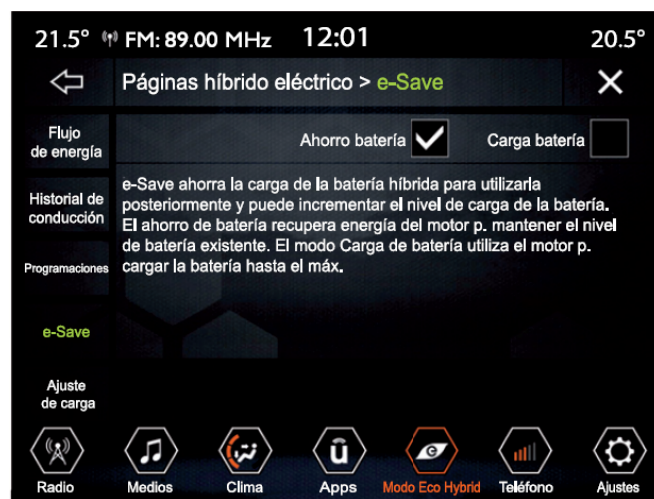 21.5° FM: 89.00 MHz 12:01 20.5°
Páginas híbrido eléctrico > e-Save
Flujo
de energía
Ahorro batería Carga batería
Historial de
conducción
Programaciones
e-Save
Ajuste
de carga
e-Save ahorra la carga de la batería híbrida para utilizarla
posteriormente y puede incrementar el nivel de carga de la batería.
El ahorro de batería recupera energía del motor p. mantener el nivel
de batería existente. El modo Carga de batería utiliza el motor p.
cargar la batería hasta el máx.
Radio Medios Clima Apps Modo Eco Hybrid Teléfono Ajustes